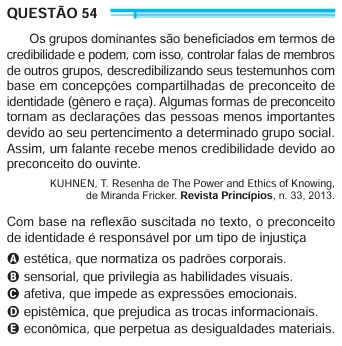 QUESTÃO 54
Os grupos dominantes são beneficiados em termos de
credibilidade e podem, com isso, controlar falas de membros
de outros grupos, descredibilizando seus testemunhos com
base em concepções compartilhadas de preconceito de
identidade (gênero e raça). Algumas formas de preconceito
tornam as declarações das pessoas menos importantes
devido ao seu pertencimento a determinado grupo social.
Assim, um falante recebe menos credibilidade devido ao
preconceito do ouvinte.
KUHNEN, T. Resenha de The Power and Ethics of Knowing,
de Miranda Fricker. Revista Princípios, n. 33, 2013.
Com base na reflexão suscitada no texto, o preconceito
de identidade é responsável por um tipo de injustiça
A estética, que normatiza os padrões corporais.
B sensorial, que privilegia as habilidades visuais.
C afetiva, que impede as expressões emocionais.
D epistêmica, que prejudica as trocas informacionais.
E econômica, que perpetua as desigualdades materiais.